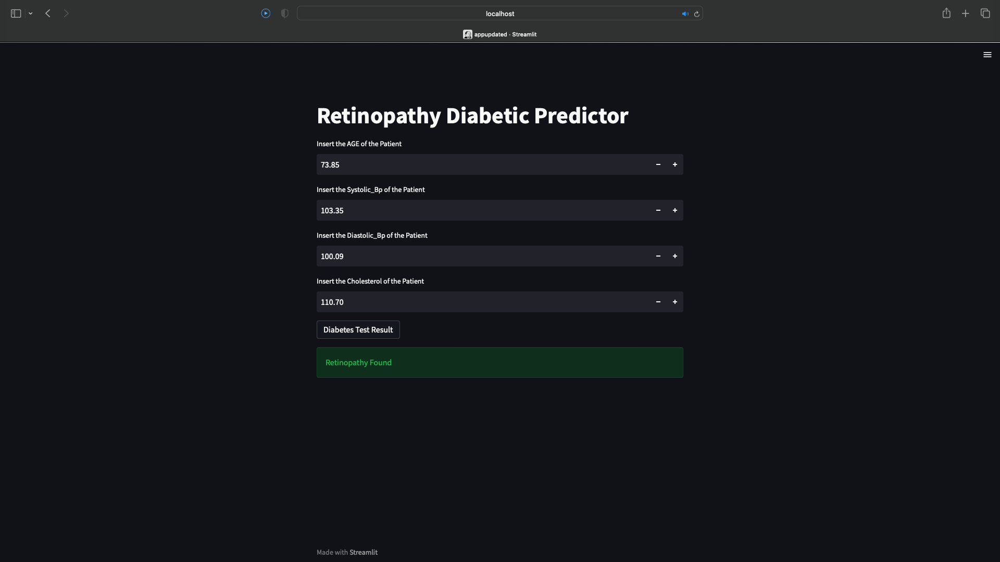 localhost
appupdated · Streamlit
Retinopathy Diabetic Predictor
Insert the AGE of the Patient
73.85
Insert the Systolic_Bp of the Patient
103.35
Insert the Diastolic_Bp of the Patient
100.09
Insert the Cholesterol of the Patient
110.70
Diabetes Test Result
Retinopathy Found
Made with Streamlit